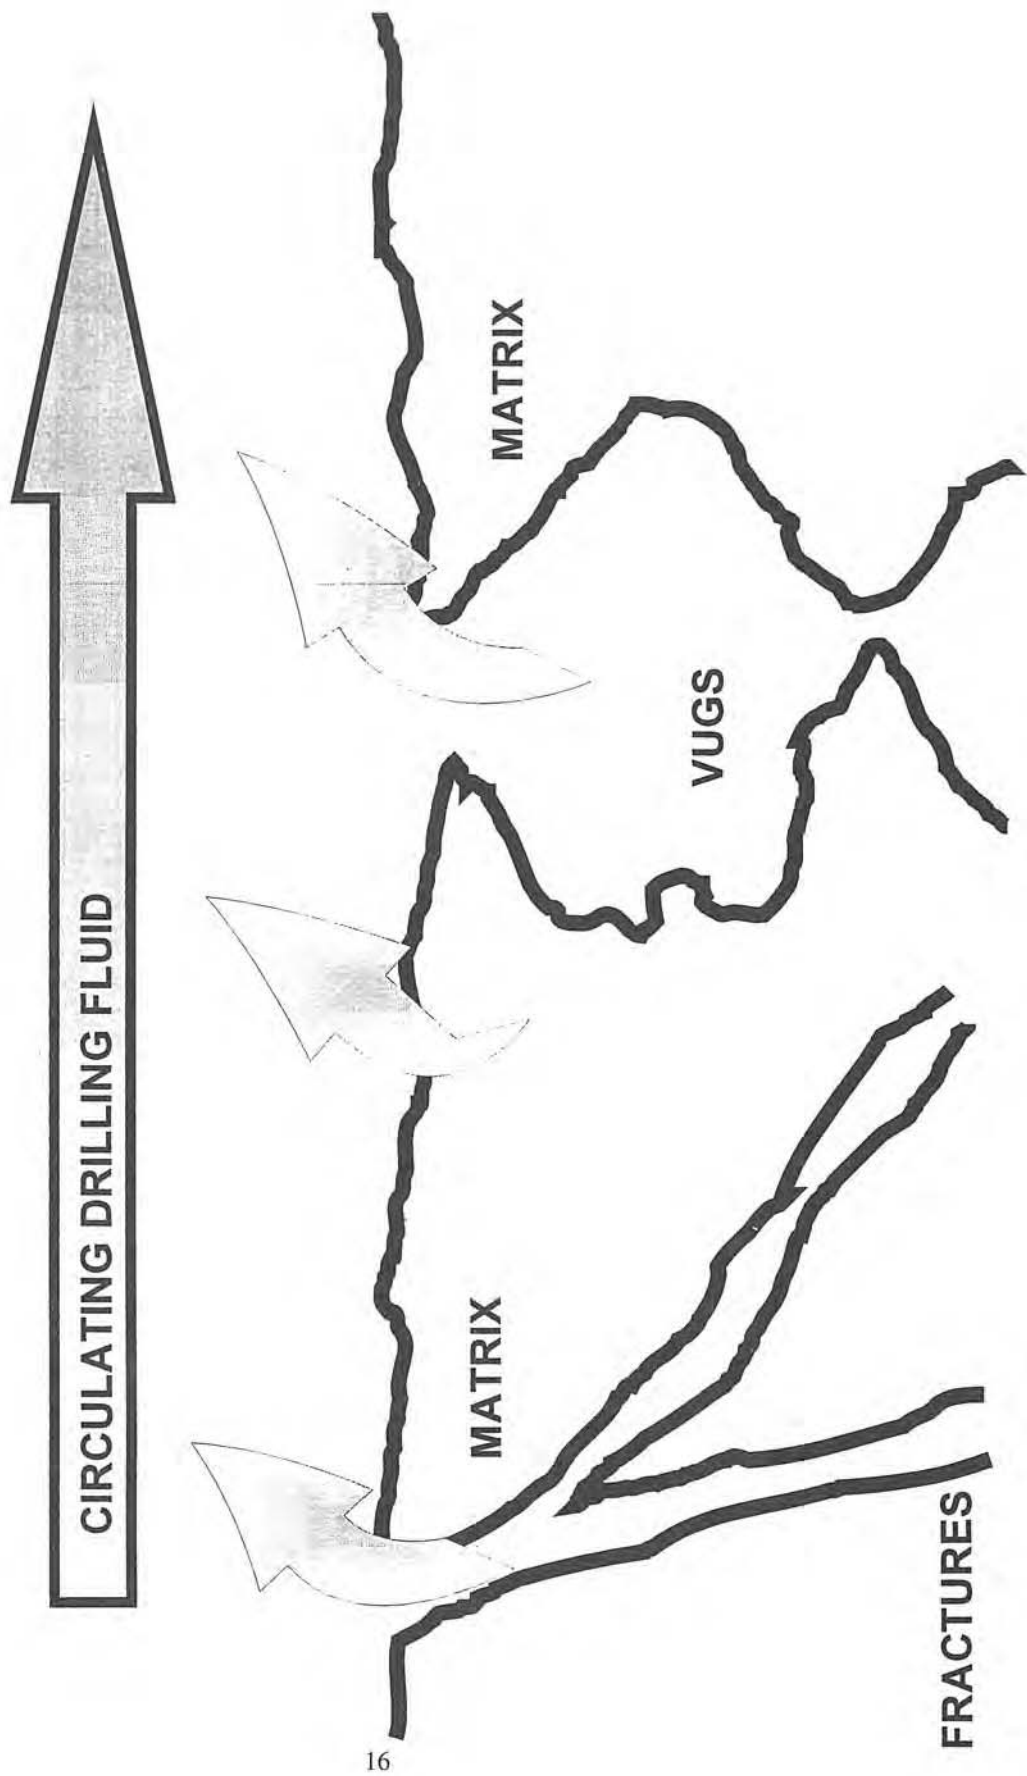 CIRCULATING DRILLING FLUID
MATRIX
MATRIX
VUGS
FRACTURES
16